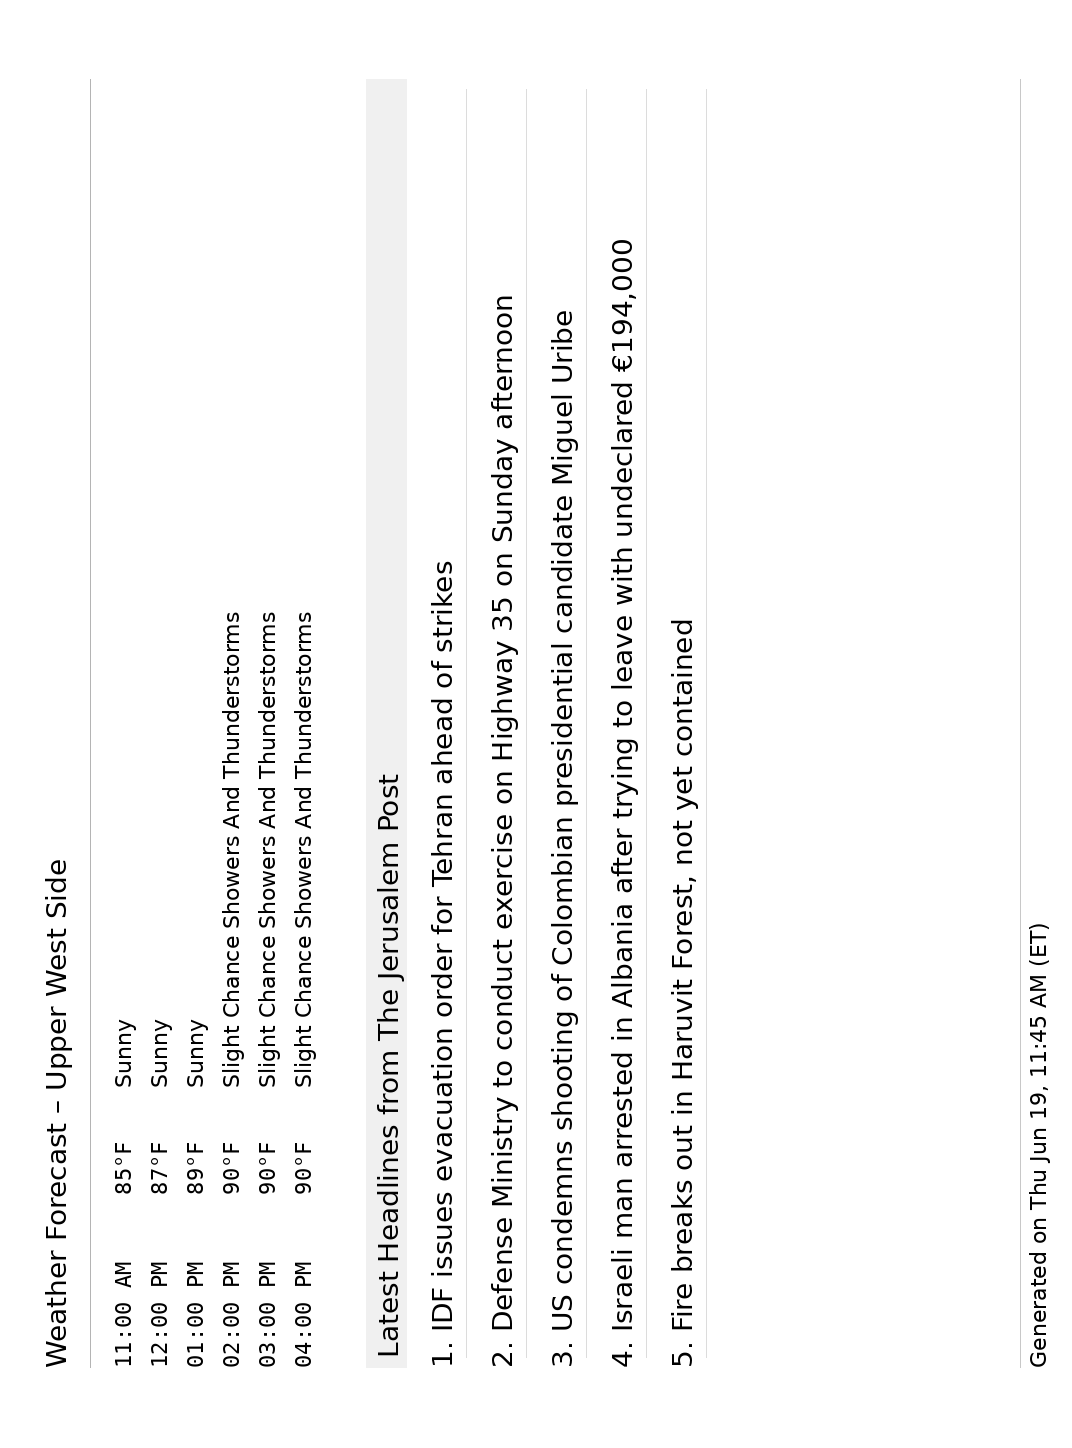 Weather Forecast – Upper West Side
11:00 AM 85°F Sunny
12:00 PM 87°F Sunny
01:00 PM 89°F Sunny
02:00 PM 90°F Slight Chance Showers And Thunderstorms
03:00 PM 90°F Slight Chance Showers And Thunderstorms
04:00 PM 90°F Slight Chance Showers And Thunderstorms
Latest Headlines from The Jerusalem Post
1. IDF issues evacuation order for Tehran ahead of strikes
2. Defense Ministry to conduct exercise on Highway 35 on Sunday afternoon
3. US condemns shooting of Colombian presidential candidate Miguel Uribe
4. Israeli man arrested in Albania after trying to leave with undeclared €194,000
5. Fire breaks out in Haruvit Forest, not yet contained
Generated on Thu Jun 19, 11:45 AM (ET)